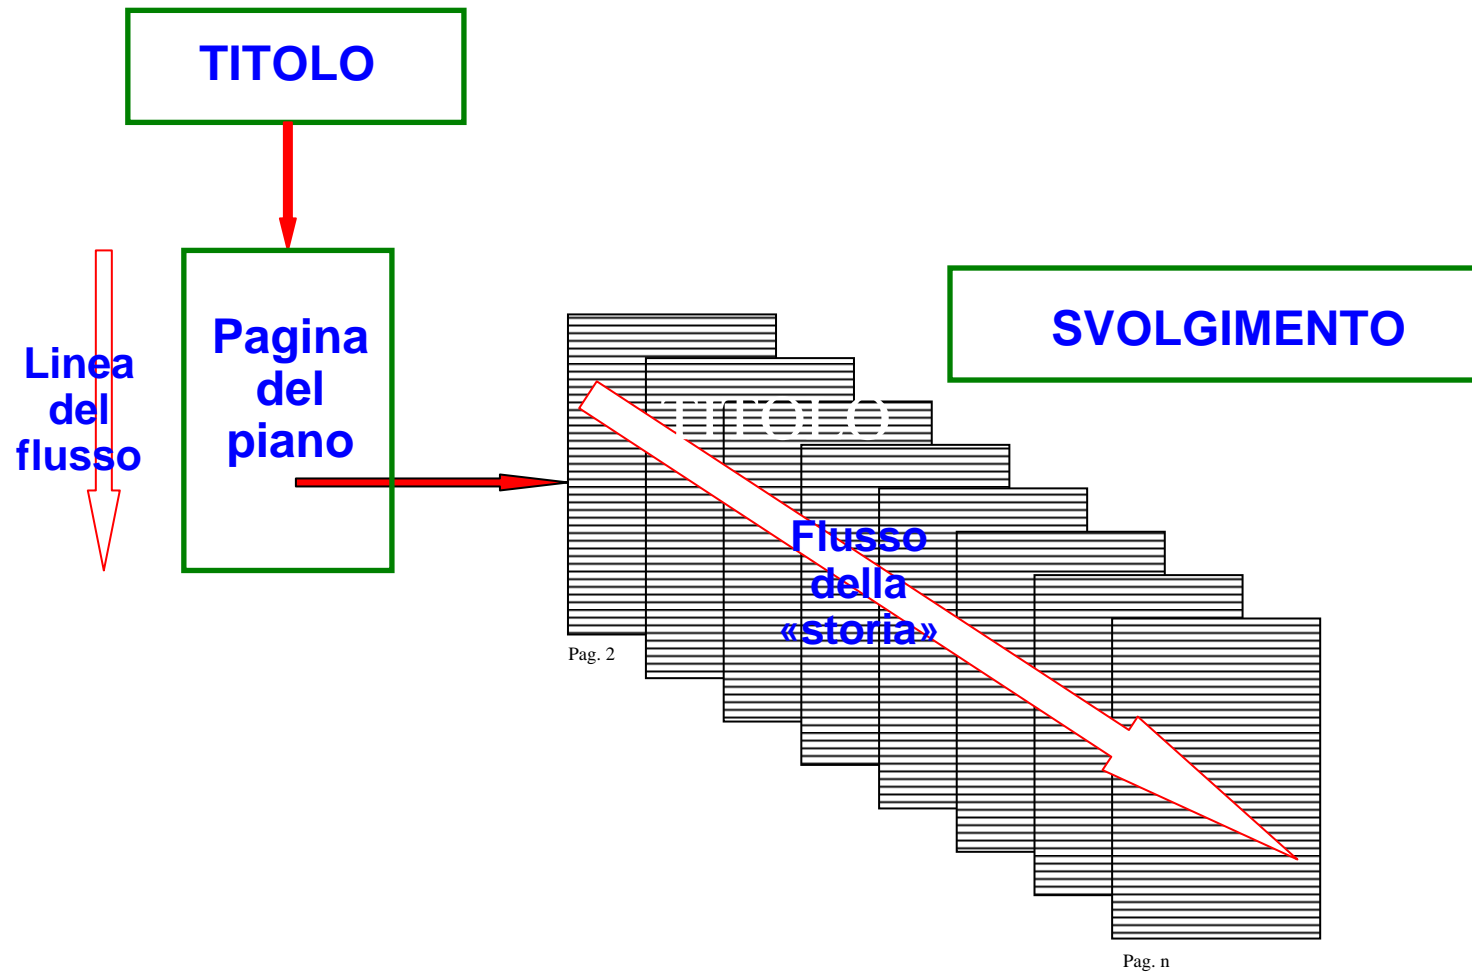 TITOLO
Linea
del
flusso
Pagina
del
piano
SVOLGIMENTO
TITOLO
Flusso
della
«storia»
Pag. 2
Pag. n